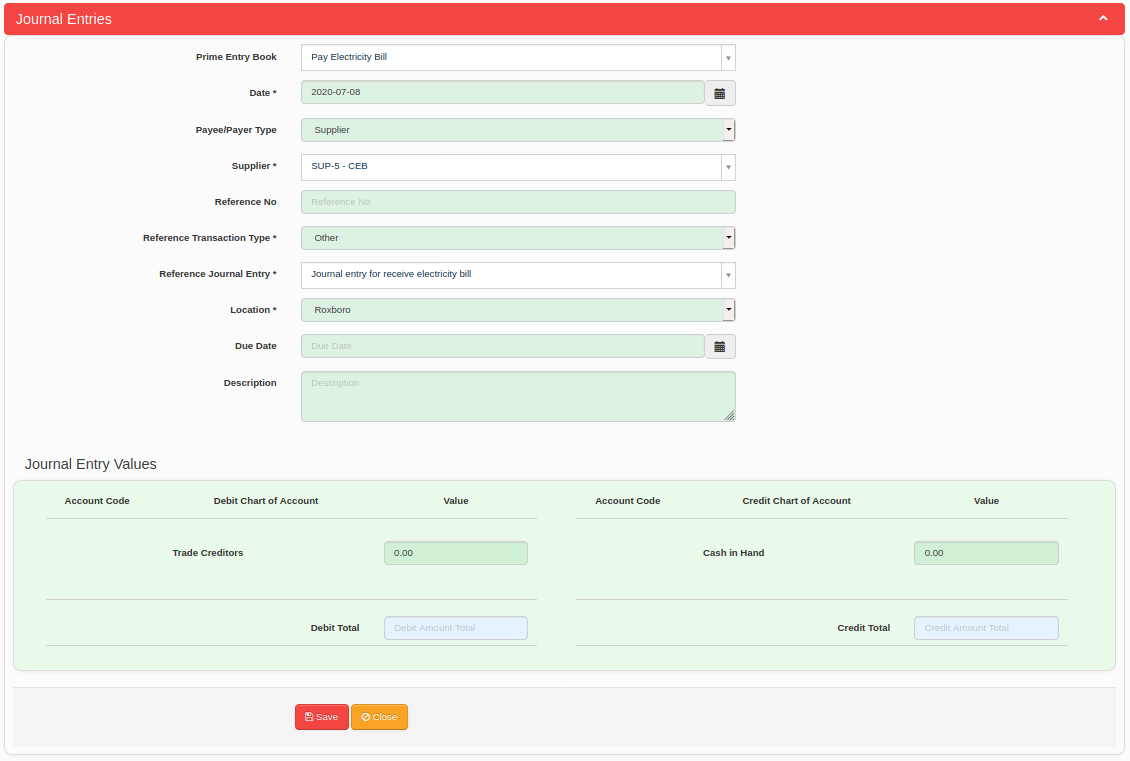 Journal Entries
Prime Entry Book Pay Electricity Bill
Date * 2020-07-08
Payee/Payer Type Supplier
Supplier * SUP-5 - CEB
Reference No Reference No
Reference Transaction Type * Other
Reference Journal Entry * Journal entry for receive electricity bill
Location * Roxboro
Due Date Due Date
Description Description
Journal Entry Values
Account Code Debit Chart of Account Value Account Code Credit Chart of Account Value
Trade Creditors 0.00 Cash in Hand 0.00
Debit Total Debit Amount Total Credit Total Credit Amount Total
Save Close